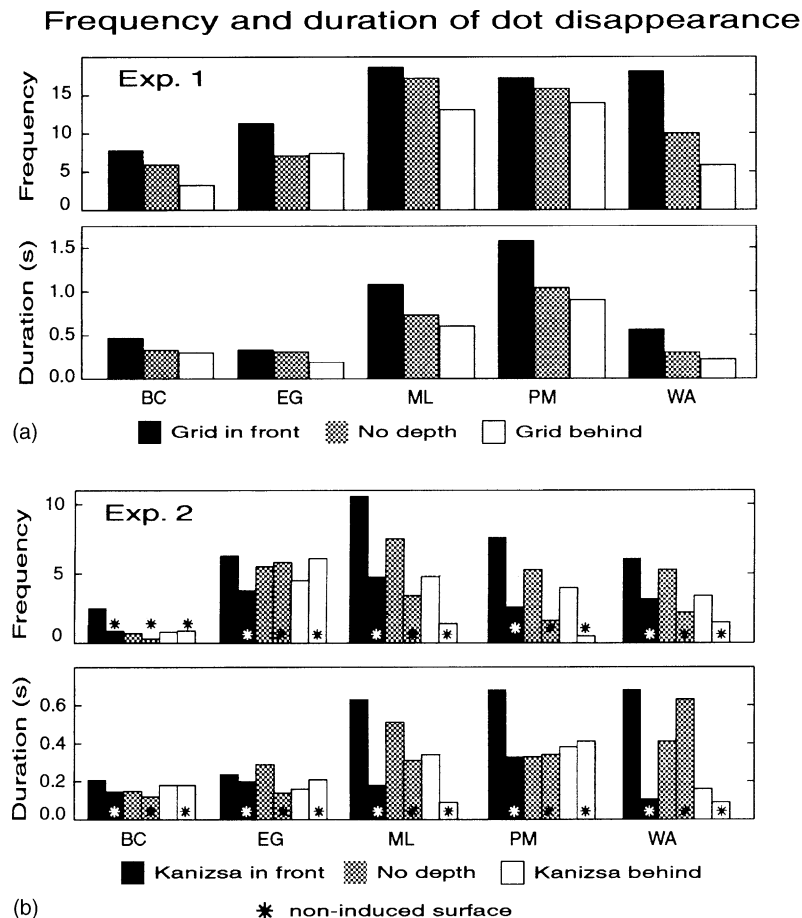 Frequency and duration of dot disappearance
Exp. 1
Frequency
15
10
5
0
Duration (s)
1.5
1.0
0.5
0.0
BC EG ML PM WA
(a)
Grid in front No depth Grid behind
Exp. 2
Frequency
10
5
0
Duration (s)
0.6
0.4
0.2
0.0
BC EG ML PM WA
Kanizsa in front No depth Kanizsa behind
(b)
* non-induced surface